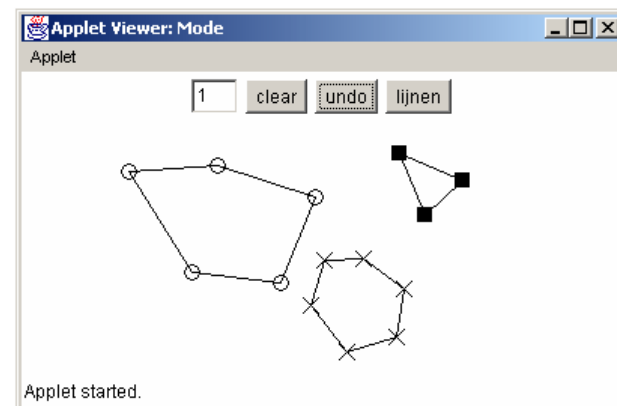 Applet Viewer: Mode
Applet
1 clear undo lijnen
Applet started.